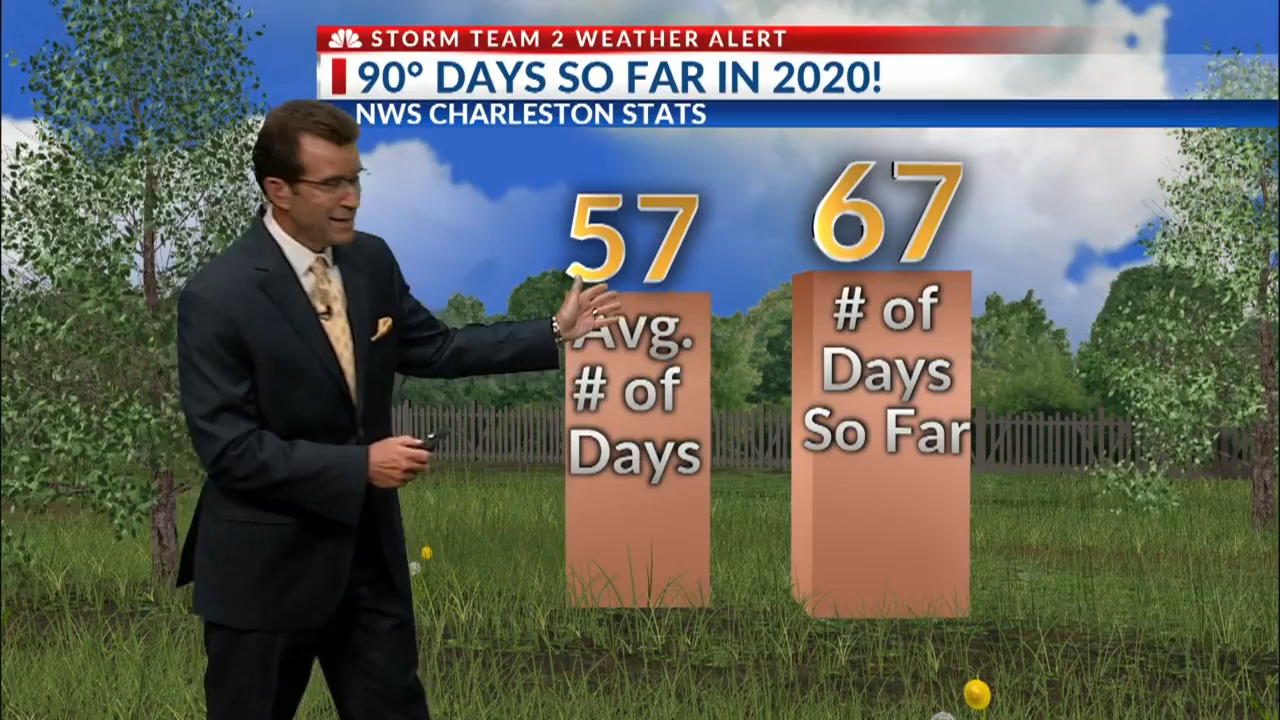 STORM TEAM 2 WEATHER ALERT
90° DAYS SO FAR IN 2020!
NWS CHARLESTON STATS
57
Avg.
# of
Days
67
# of
Days
So Far